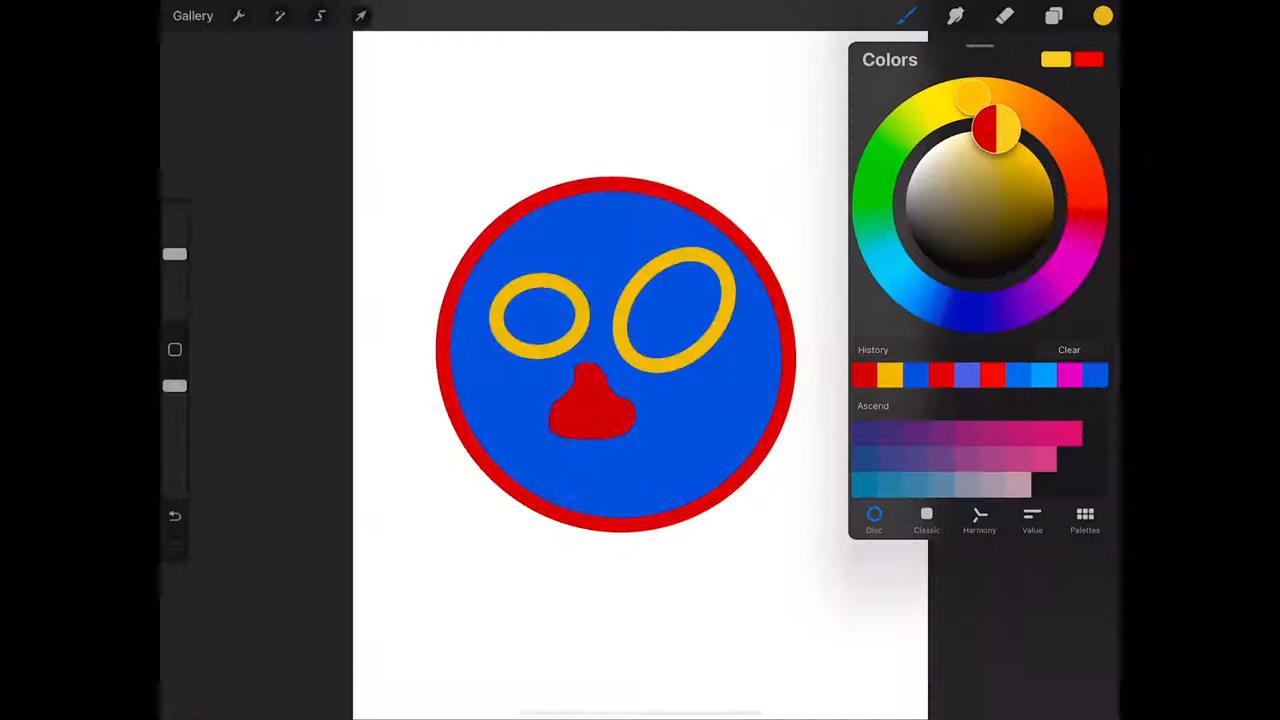 Gallery
Colors
History Clear
Ascend
Disc Classic Harmony Value Palettes